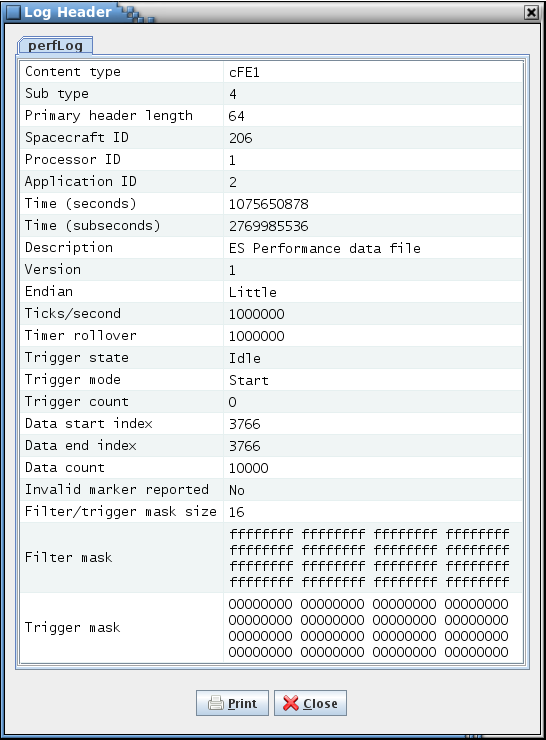 Log Header
perfLog
Content type cFE1
Sub type 4
Primary header length 64
Spacecraft ID 206
Processor ID 1
Application ID 2
Time (seconds) 1075650878
Time (subseconds) 2769985536
Description ES Performance data file
Version 1
Endian Little
Ticks/second 1000000
Timer rollover 1000000
Trigger state Idle
Trigger mode Start
Trigger count 0
Data start index 3766
Data end index 3766
Data count 10000
Invalid marker reported No
Filter/trigger mask size 16
Filter mask
ffffffff ffffffff ffffffff ffffffff
ffffffff ffffffff ffffffff ffffffff
ffffffff ffffffff ffffffff ffffffff
ffffffff ffffffff ffffffff ffffffff
Trigger mask
00000000 00000000 00000000 00000000
00000000 00000000 00000000 00000000
00000000 00000000 00000000 00000000
00000000 00000000 00000000 00000000
Print Close